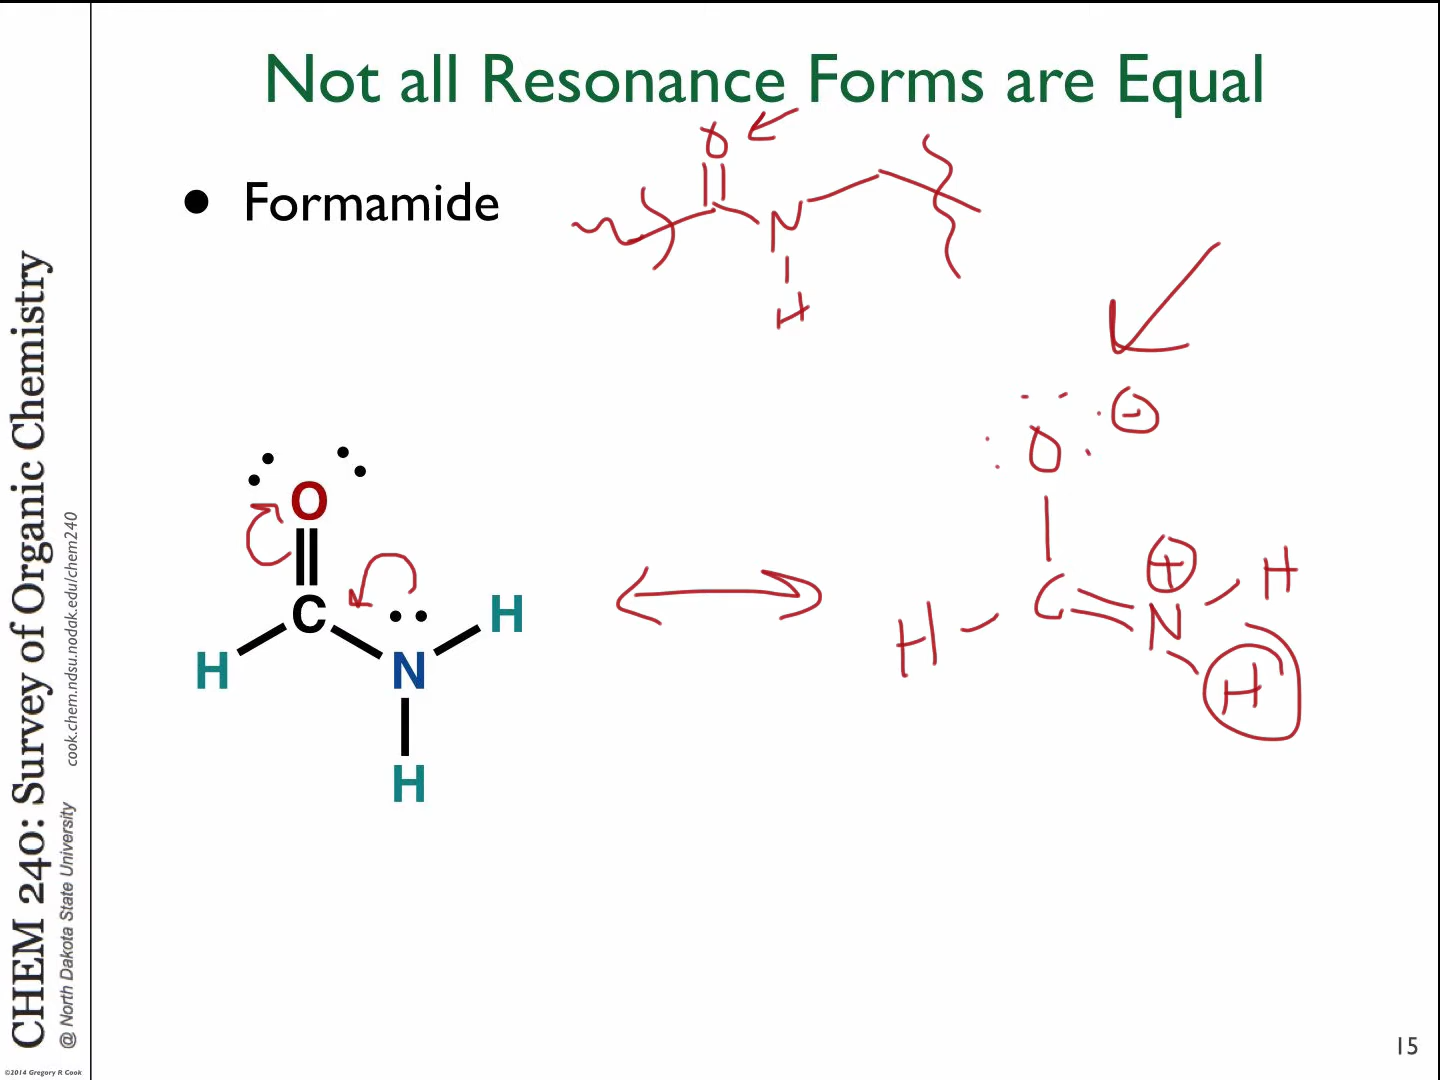 Not all Resonance Forms are Equal
• Formamide
O
N
H
O
C
N
H
H
H
O
-
C
N
+
H
H
H
CHEM 240: Survey of Organic Chemistry
@ North Dakota State University cook.chem.ndsu.nodak.edu/chem240
©2014 Gregory R Cook
15